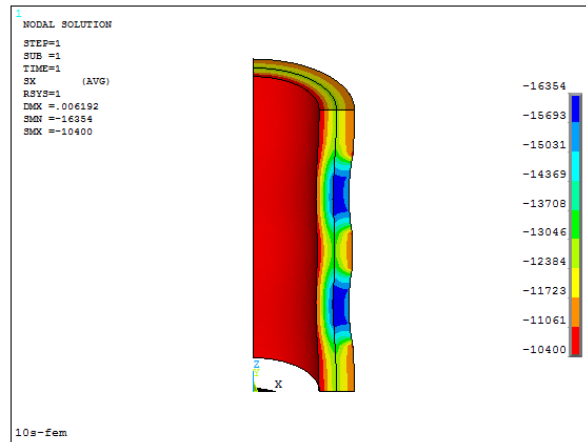 1
NODAL SOLUTION
STEP=1
SUB =1
TIME=1
SX (AVG)
RSYS=1
DMX =.006192
SMN =-16354
SMX =-10400
-16354
-15693
-15031
-14369
-13708
-13046
-12384
-11723
-11061
-10400
Z
Y
X
10s-fem